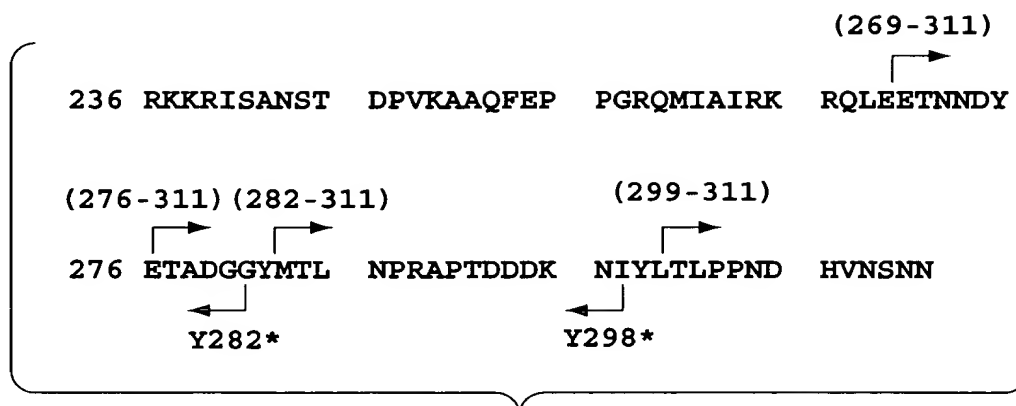 (269-311)
236 RKKRISANST DPVKAAQFEP PGRQMIAIRK RQLEETNNDY
(276-311) (282-311) (299-311)
276 ETADGGYMTL NPRAPTDDDK NIYLTLPPND HVNSNN
Y282* Y298*